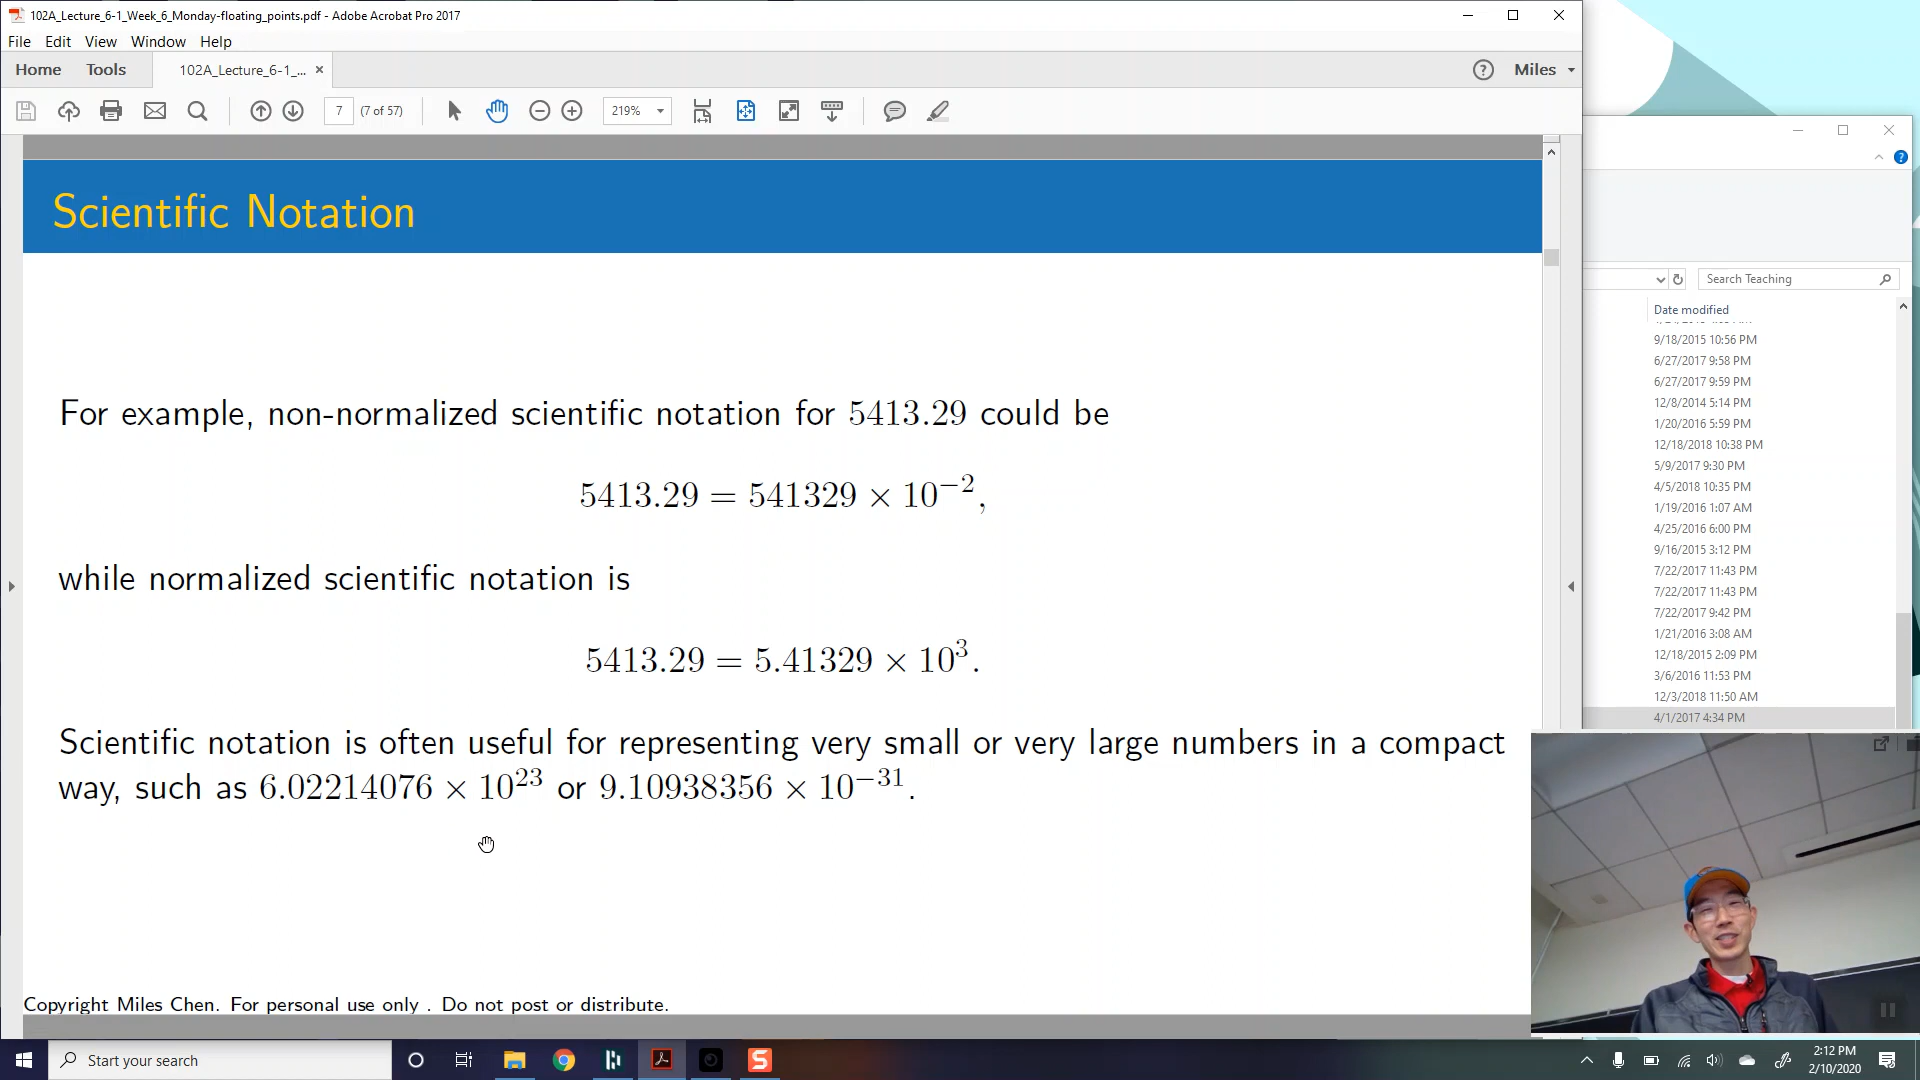 102A_Lecture_6-1_Week_6_Monday-floating_points.pdf - Adobe Acrobat Pro 2017
File Edit View Window Help
Home Tools 102A_Lecture_6-1_... × Miles
7 (7 of 57) 219%
Scientific Notation
For example, non-normalized scientific notation for 5413.29 could be
5413.29 = 541329 × 10⁻²,
while normalized scientific notation is
5413.29 = 5.41329 × 10³.
Scientific notation is often useful for representing very small or very large numbers in a compact
way, such as 6.02214076 × 10²³ or 9.10938356 × 10⁻³¹.
Copyright Miles Chen. For personal use only . Do not post or distribute.
Search Teaching
Date modified
9/18/2015 10:56 PM
6/27/2017 9:58 PM
6/27/2017 9:59 PM
12/8/2014 5:14 PM
1/20/2016 5:59 PM
12/18/2018 10:38 PM
5/9/2017 9:30 PM
4/5/2018 10:35 PM
1/19/2016 1:07 AM
4/25/2016 6:00 PM
9/16/2015 3:12 PM
7/22/2017 11:43 PM
7/22/2017 11:43 PM
7/22/2017 9:42 PM
1/21/2016 3:08 AM
12/18/2015 2:09 PM
3/6/2016 11:53 PM
12/3/2018 11:50 AM
4/1/2017 4:34 PM
Start your search
2:12 PM
2/10/2020